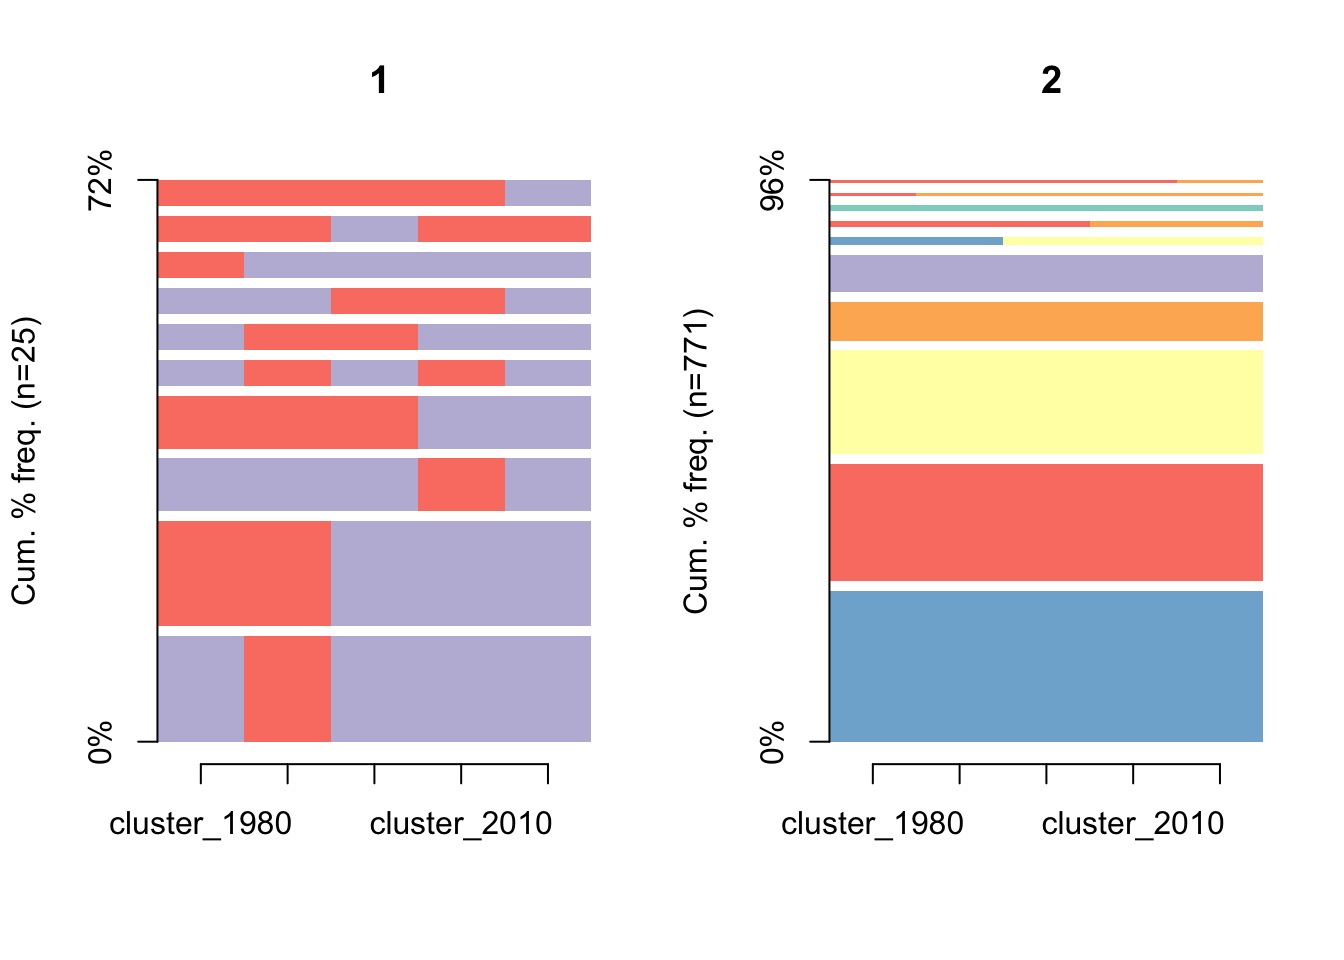 1
72%
0%
Cum. % freq. (n=25)
cluster_1980
cluster_2010
2
96%
0%
Cum. % freq. (n=771)
cluster_1980
cluster_2010